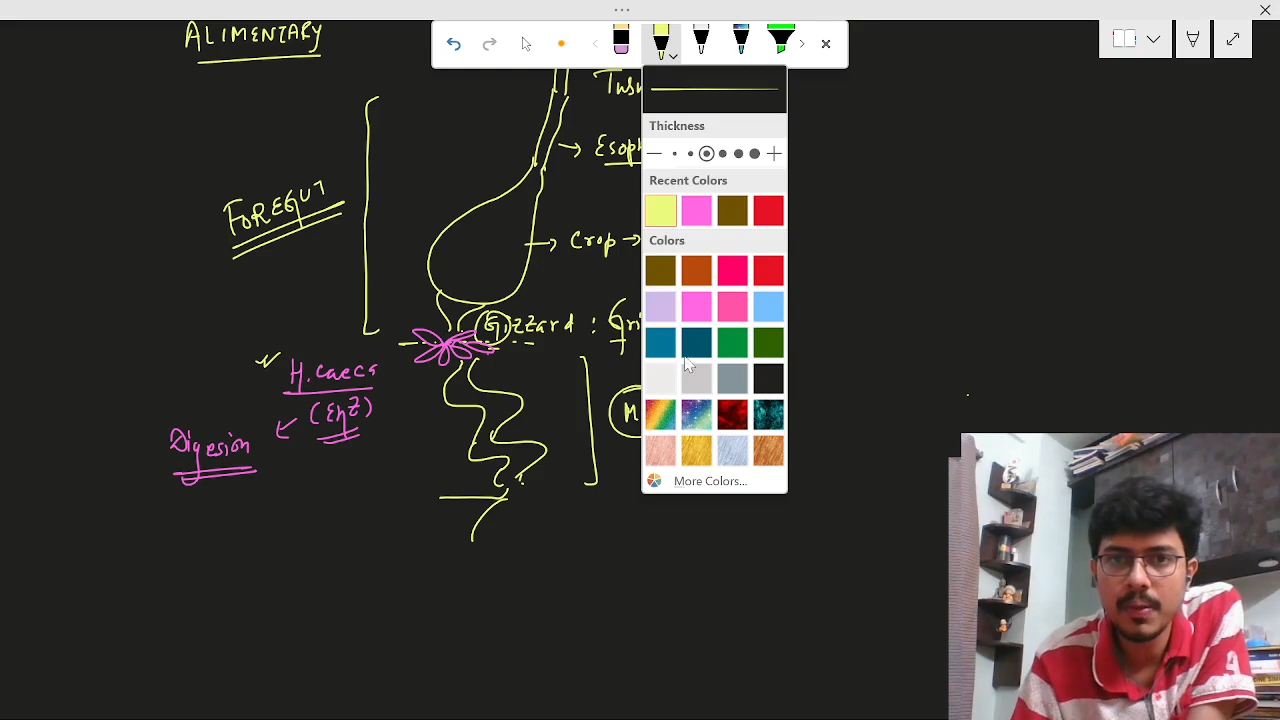 ALIMENTARY
Thickness
Esoph
Recent Colors
FOREGUT
Crop →
Colors
Gizzard : Gri
H. caeca
(EnZ)
M
Digesion
More Colors...